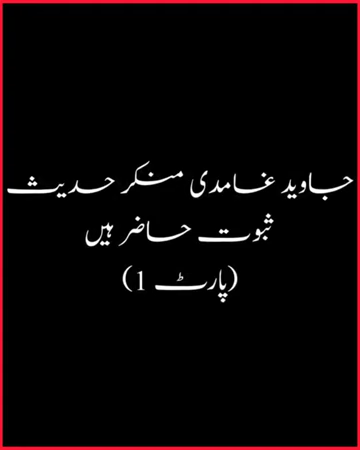 جاوید غامدی منکر حدیث
ثبوت حاضر ہیں
(پارٹ 1)